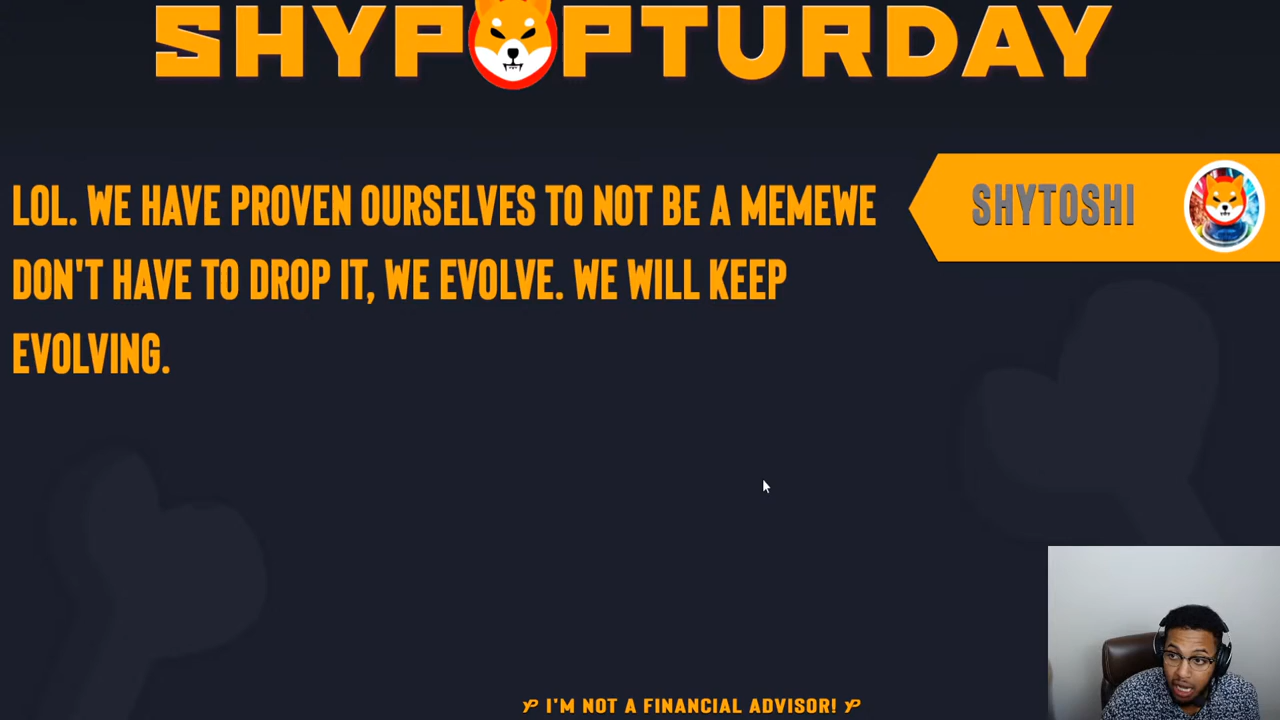 SHYPOPTURDAY
LOL. WE HAVE PROVEN OURSELVES TO NOT BE A MEMEWE
DON'T HAVE TO DROP IT, WE EVOLVE. WE WILL KEEP
EVOLVING.
SHYTOSHI
I'M NOT A FINANCIAL ADVISOR!